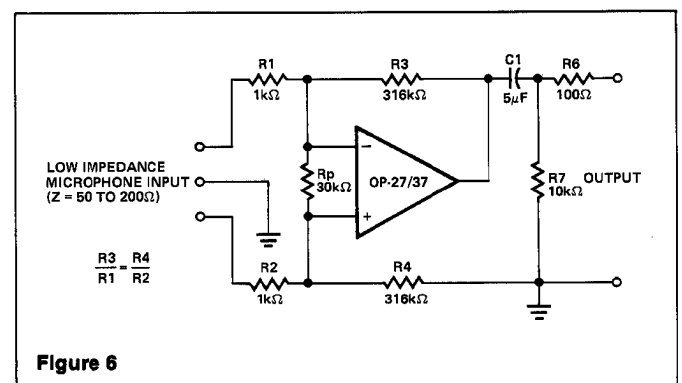 R1
1kΩ
R3
316kΩ
C1
5μF
R6
100Ω
LOW IMPEDANCE
MICROPHONE INPUT
(Z = 50 TO 200Ω)
Rp
30kΩ
−
+
OP-27/37
R7
10kΩ
OUTPUT
R3/R1 = R4/R2
R2
1kΩ
R4
316kΩ
Figure 6